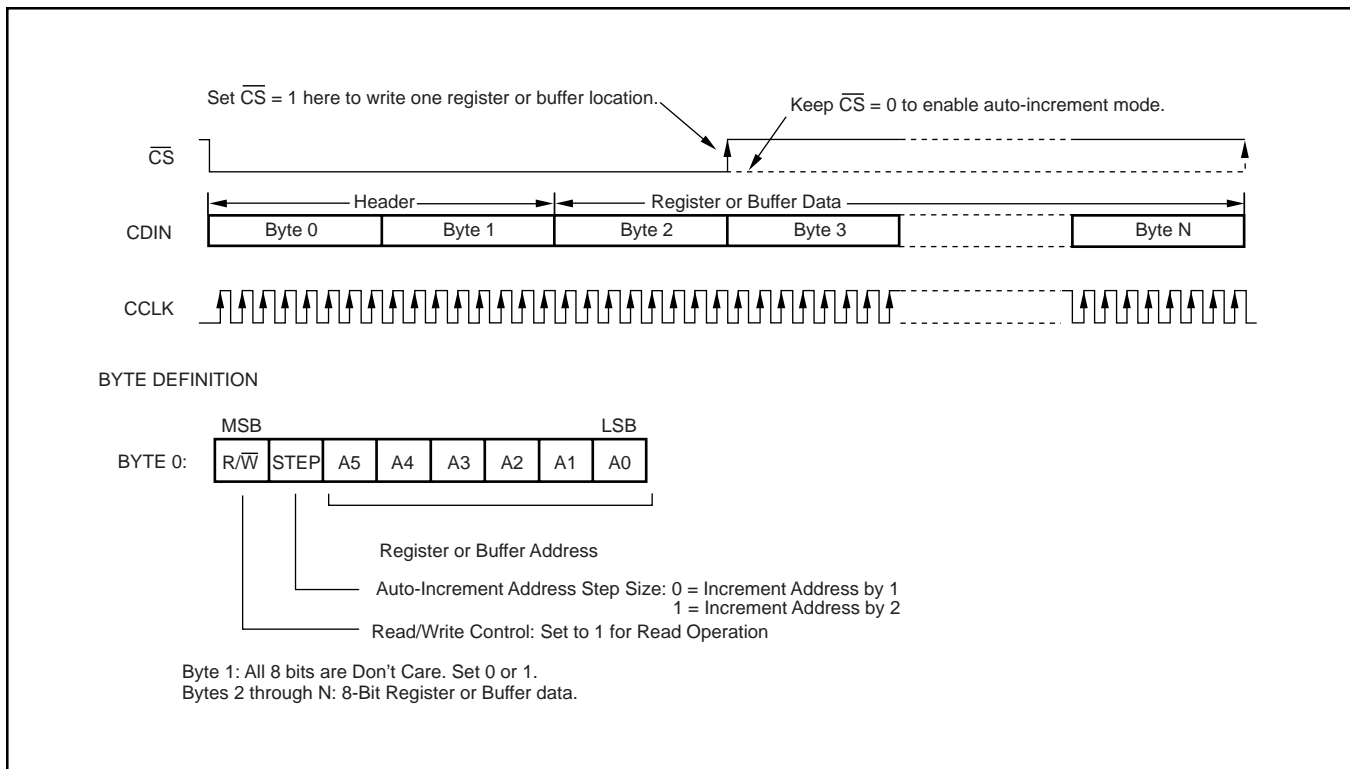 Set C̅S̅ = 1 here to write one register or buffer location.
Keep C̅S̅ = 0 to enable auto-increment mode.
C̅S̅
Header
Register or Buffer Data
CDIN
Byte 0
Byte 1
Byte 2
Byte 3
Byte N
CCLK
BYTE DEFINITION
MSB
LSB
BYTE 0:
R/W̅
STEP
A5
A4
A3
A2
A1
A0
Register or Buffer Address
Auto-Increment Address Step Size: 0 = Increment Address by 1
1 = Increment Address by 2
Read/Write Control: Set to 1 for Read Operation
Byte 1: All 8 bits are Don’t Care. Set 0 or 1.
Bytes 2 through N: 8-Bit Register or Buffer data.